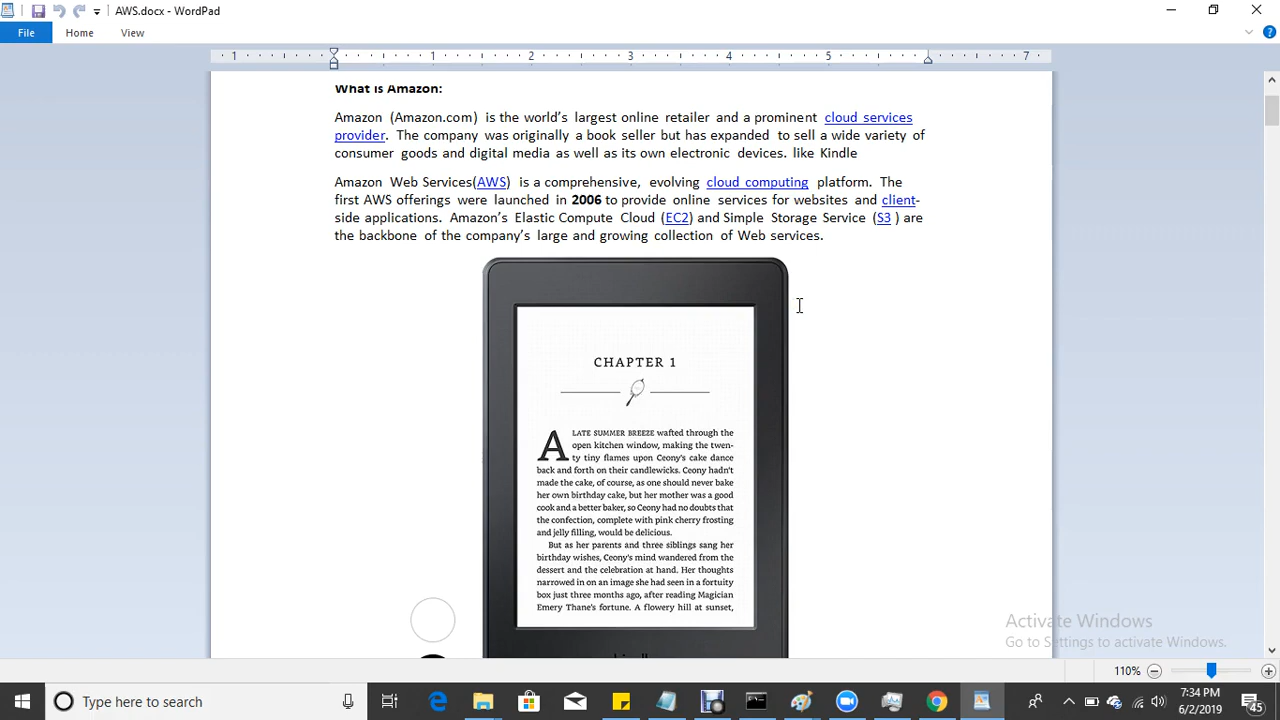 AWS.docx - WordPad
File Home View
1 1 2 3 4 5 7
What is Amazon:
Amazon (Amazon.com) is the world's largest online retailer and a prominent cloud services
provider. The company was originally a book seller but has expanded to sell a wide variety of
consumer goods and digital media as well as its own electronic devices. like Kindle
Amazon Web Services(AWS) is a comprehensive, evolving cloud computing platform. The
first AWS offerings were launched in 2006 to provide online services for websites and client-
side applications. Amazon's Elastic Compute Cloud (EC2) and Simple Storage Service (S3 ) are
the backbone of the company's large and growing collection of Web services.
CHAPTER 1
A LATE SUMMER BREEZE wafted through the
open kitchen window, making the twen-
ty tiny flames upon Ceony's cake dance
back and forth on their candlewicks. Ceony hadn't
made the cake, of course, as one should never bake
her own birthday cake, but her mother was a good
cook and a better baker, so Ceony had no doubts that
the confection, complete with pink cherry frosting
and jelly filling, would be delicious.
But as her parents and three siblings sang her
birthday wishes, Ceony's mind wandered from the
dessert and the celebration at hand. Her thoughts
narrowed in on an image she had seen in a fortuity
box just three months ago, after reading Magician
Emery Thane's fortune. A flowery hill at sunset,
Activate Windows
Go to Settings to activate Windows.
110%
Type here to search
7:34 PM
6/2/2019
45